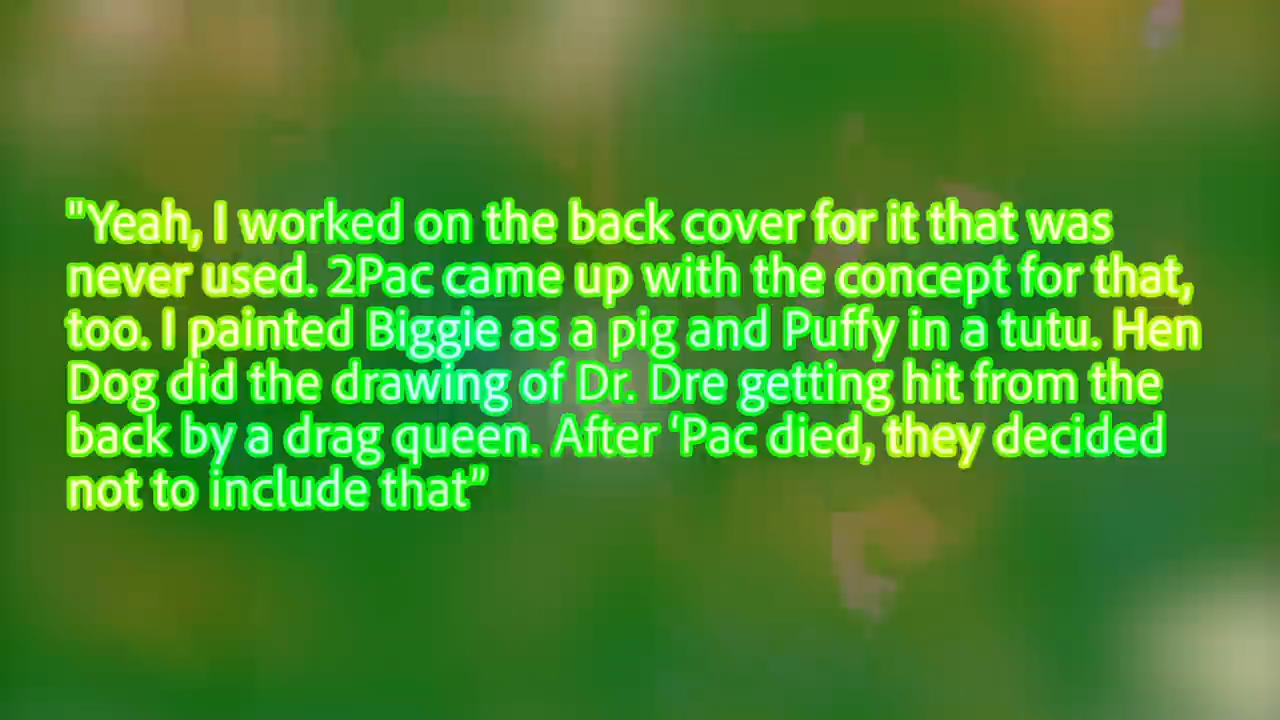 "Yeah, I worked on the back cover for it that was
never used. 2Pac came up with the concept for that,
too. I painted Biggie as a pig and Puffy in a tutu. Hen
Dog did the drawing of Dr. Dre getting hit from the
back by a drag queen. After ‘Pac died, they decided
not to include that”